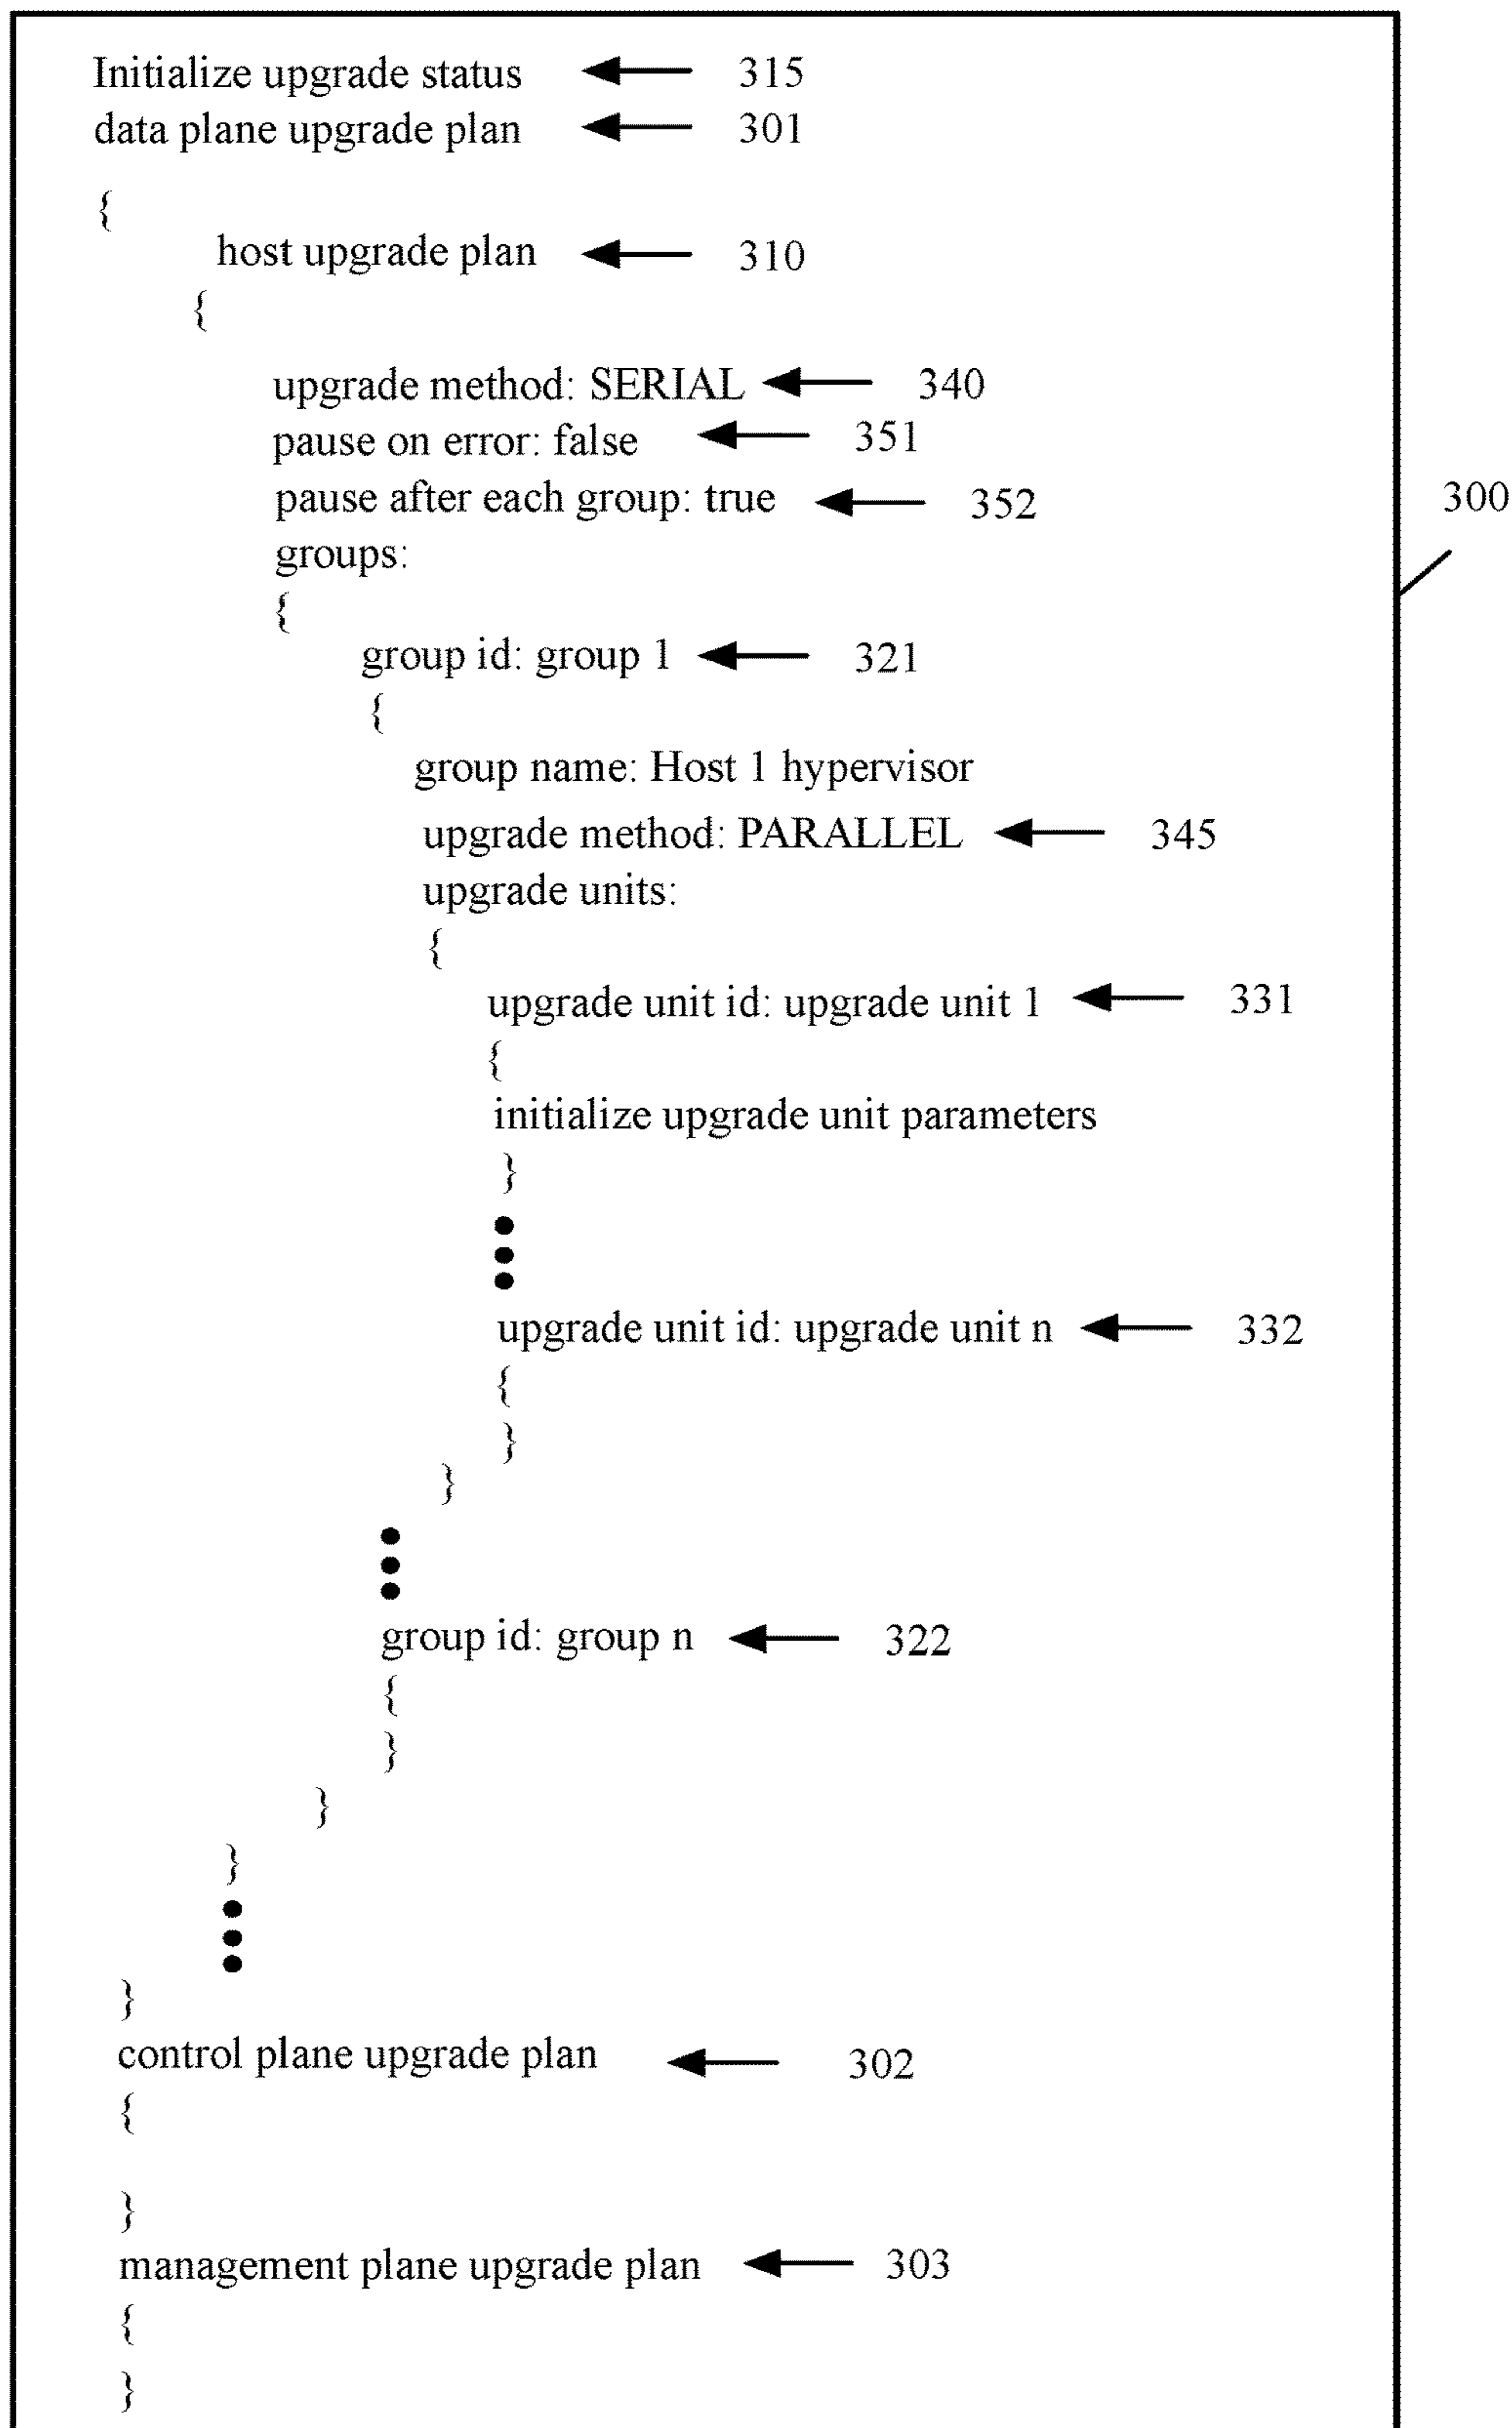 Initialize upgrade status 315
data plane upgrade plan 301
{
host upgrade plan 310
{
upgrade method: SERIAL 340
pause on error: false 351
pause after each group: true 352
300
groups:
{
group id: group 1 321
{
group name: Host 1 hypervisor
upgrade method: PARALLEL 345
upgrade units:
{
upgrade unit id: upgrade unit 1 331
{
initialize upgrade unit parameters
}
upgrade unit id: upgrade unit n 332
{
}
}
group id: group n 322
{
}
}
}
}
control plane upgrade plan 302
{
}
management plane upgrade plan 303
{
}